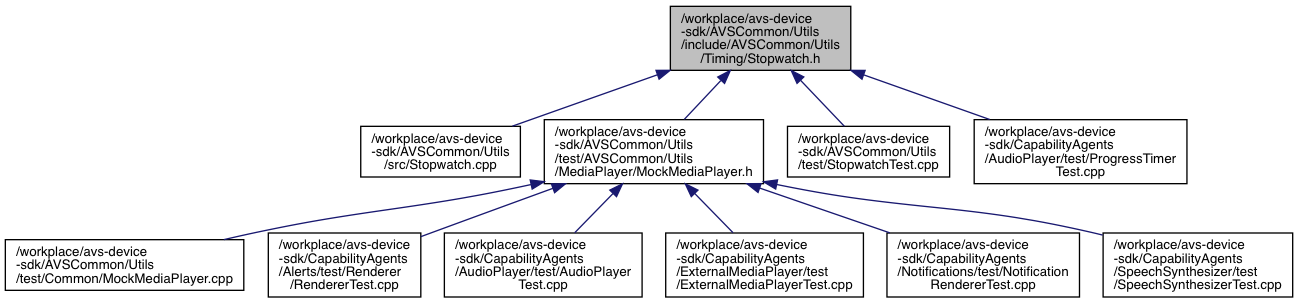 /workplace/avs-device
-sdk/AVSCommon/Utils
/include/AVSCommon/Utils
/Timing/Stopwatch.h
/workplace/avs-device
-sdk/AVSCommon/Utils
/src/Stopwatch.cpp
/workplace/avs-device
-sdk/AVSCommon/Utils
/test/AVSCommon/Utils
/MediaPlayer/MockMediaPlayer.h
/workplace/avs-device
-sdk/AVSCommon/Utils
/test/StopwatchTest.cpp
/workplace/avs-device
-sdk/CapabilityAgents
/AudioPlayer/test/ProgressTimer
Test.cpp
/workplace/avs-device
-sdk/AVSCommon/Utils
/test/Common/MockMediaPlayer.cpp
/workplace/avs-device
-sdk/CapabilityAgents
/Alerts/test/Renderer
/RendererTest.cpp
/workplace/avs-device
-sdk/CapabilityAgents
/AudioPlayer/test/AudioPlayer
Test.cpp
/workplace/avs-device
-sdk/CapabilityAgents
/ExternalMediaPlayer/test
/ExternalMediaPlayerTest.cpp
/workplace/avs-device
-sdk/CapabilityAgents
/Notifications/test/Notification
RendererTest.cpp
/workplace/avs-device
-sdk/CapabilityAgents
/SpeechSynthesizer/test
/SpeechSynthesizerTest.cpp